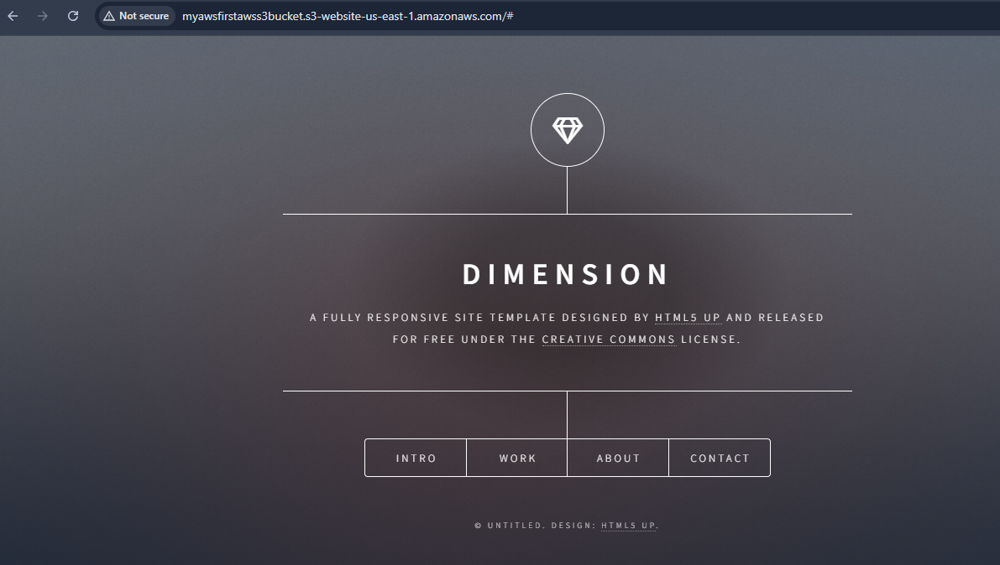 Not secure myawsfirstawss3bucket.s3-website-us-east-1.amazonaws.com/#
DIMENSION
A FULLY RESPONSIVE SITE TEMPLATE DESIGNED BY HTML5 UP AND RELEASED
FOR FREE UNDER THE CREATIVE COMMONS LICENSE.
INTRO WORK ABOUT CONTACT
© UNTITLED. DESIGN: HTML5 UP.